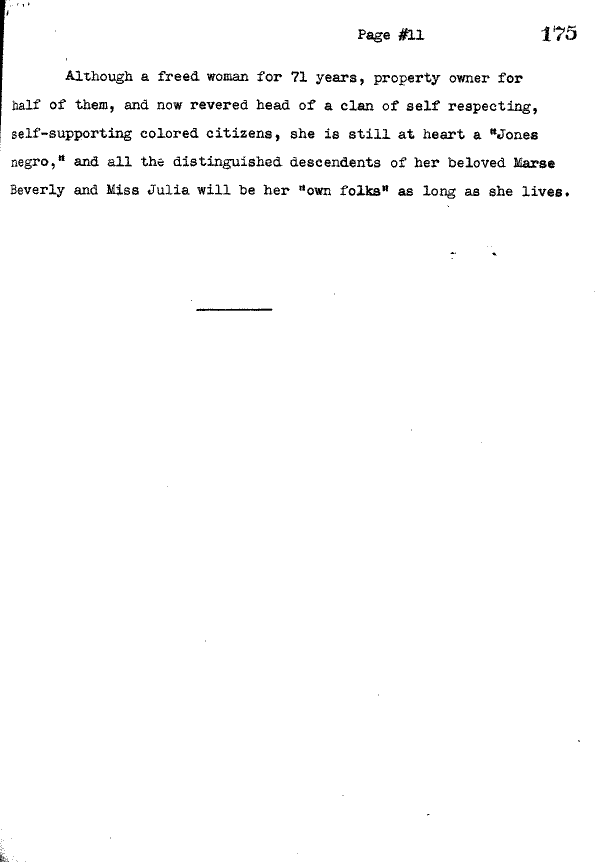 Page #11 175
Although a freed woman for 71 years, property owner for
half of them, and now revered head of a clan of self respecting,
self-supporting colored citizens, she is still at heart a "Jones
negro," and all the distinguished descendents of her beloved Marse
Beverly and Miss Julia will be her "own folks" as long as she lives.